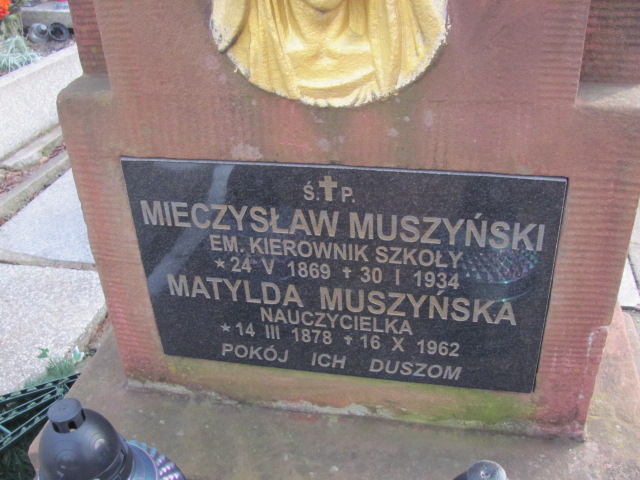 Ś.✝P.
MIECZYSŁAW MUSZYŃSKI
EM. KIEROWNIK SZKOŁY
*24 V 1869 ✝ 30 I 1934
MATYLDA MUSZYŃSKA
NAUCZYCIELKA
*14 III 1878 ✝ 16 X 1962
POKÓJ ICH DUSZOM